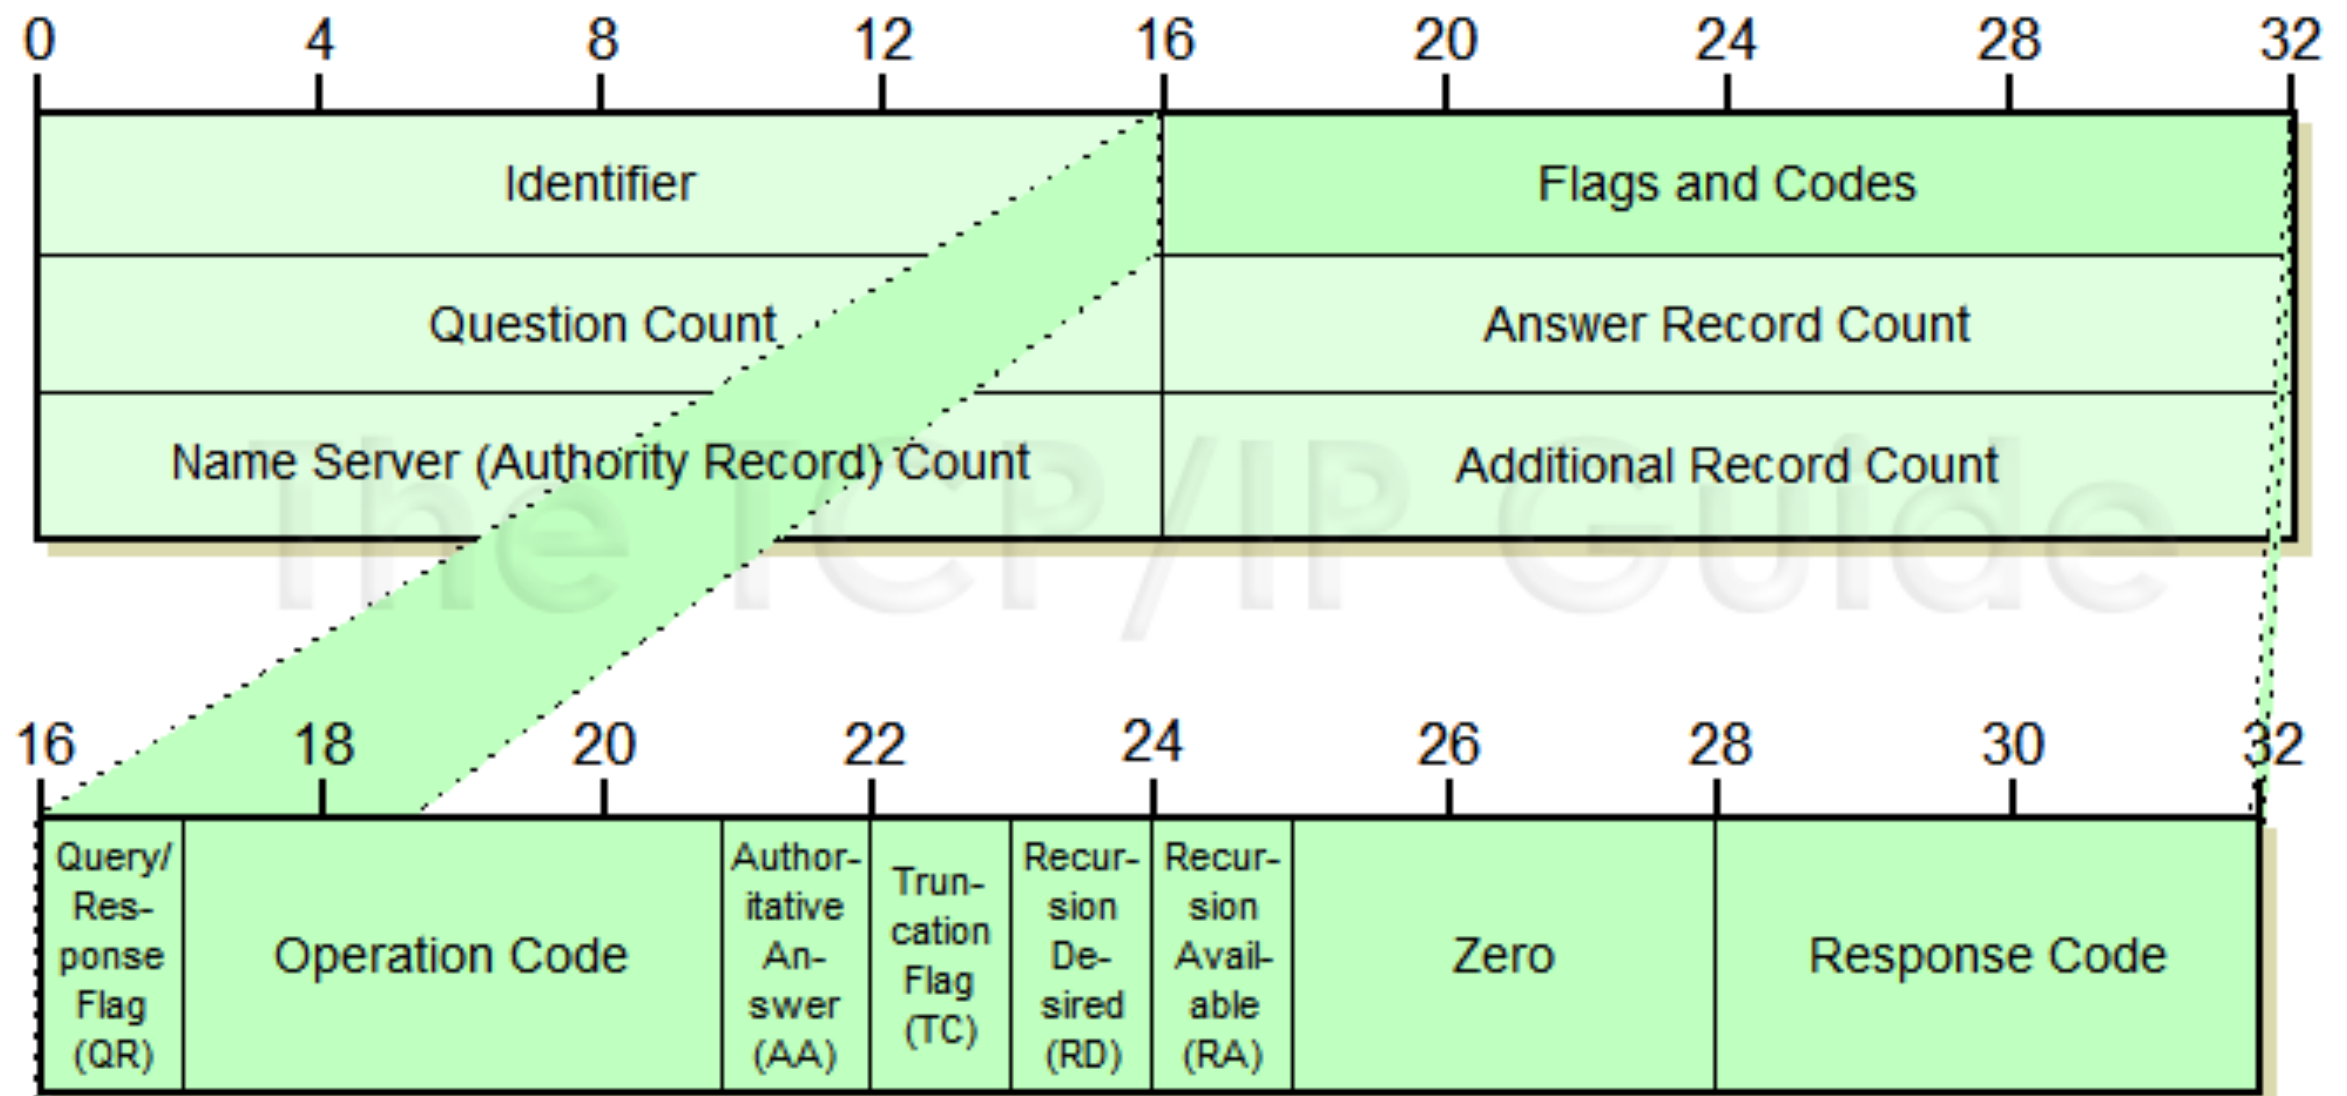 0 4 8 12 16 20 24 28 32
Identifier Flags and Codes
Question Count Answer Record Count
Name Server (Authority Record) Count Additional Record Count
The TCP/IP Guide
16 18 20 22 24 26 28 30 32
Query/
Res-
ponse
Flag
(QR)
Operation Code
Author-
itative
An-
swer
(AA)
Trun-
cation
Flag
(TC)
Recur-
sion
De-
sired
(RD)
Recur-
sion
Avail-
able
(RA)
Zero
Response Code